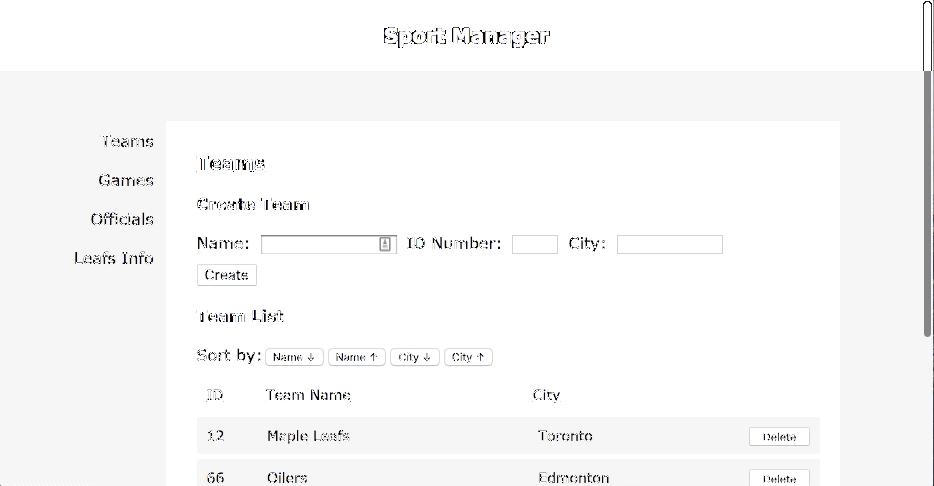 Sport Manager
Teams
Games
Officials
Leafs Info
Teams
Create Team
Name: ID Number: City:
Create
Team List
Sort by: Name ↓ Name ↑ City ↓ City ↑
ID Team Name City
12 Maple Leafs Toronto Delete
66 Oilers Edmonton Delete